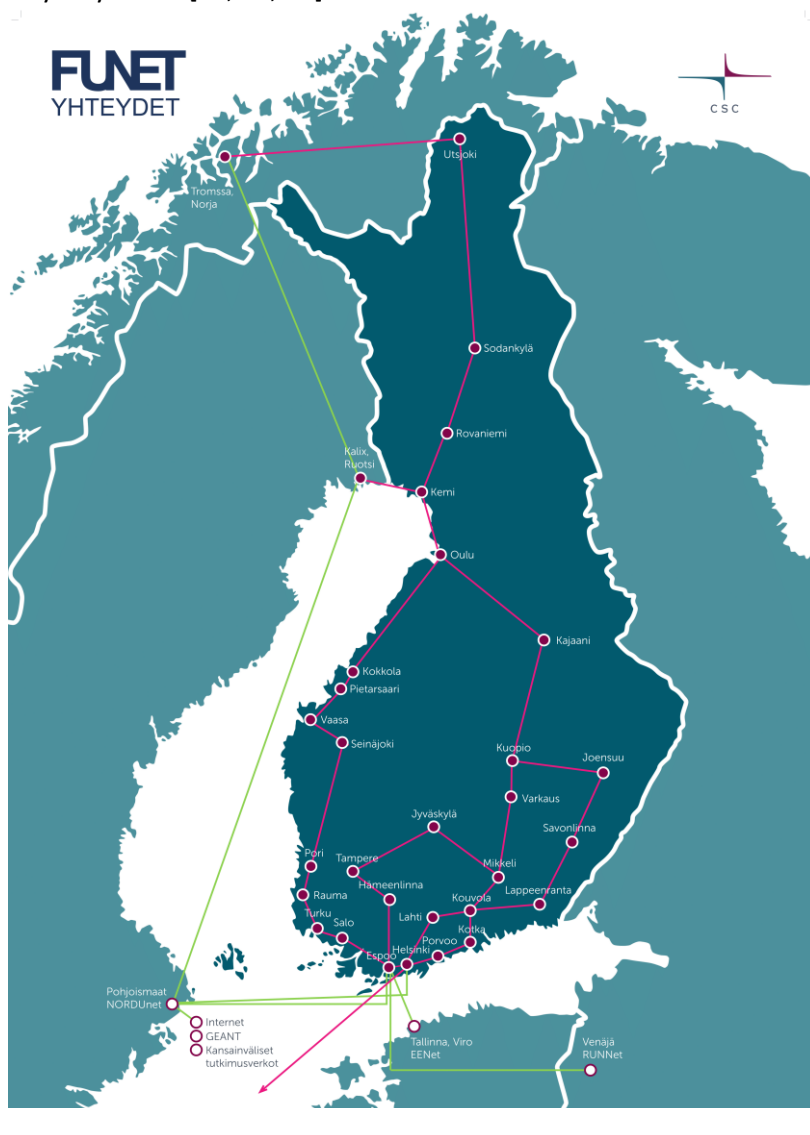 FUNET
YHTEYDET
CSC
Utsjoki
Tromssa,
Norja
Sodankylä
Rovaniemi
Kalix,
Ruotsi
Kemi
Oulu
Kajaani
Kokkola
Pietarsaari
Vaasa
Seinäjoki
Kuopio
Joensuu
Varkaus
Jyväskylä
Savonlinna
Pori
Tampere
Mikkeli
Hämeenlinna
Lappeenranta
Rauma
Kouvola
Lahti
Turku
Salo
Kotka
Porvoo
Helsinki
Espoo
Pohjoismaat
NORDUnet
Internet
GEANT
Kansainväliset
tutkimusverkot
Tallinna, Viro
EENet
Venäjä
RUNNet